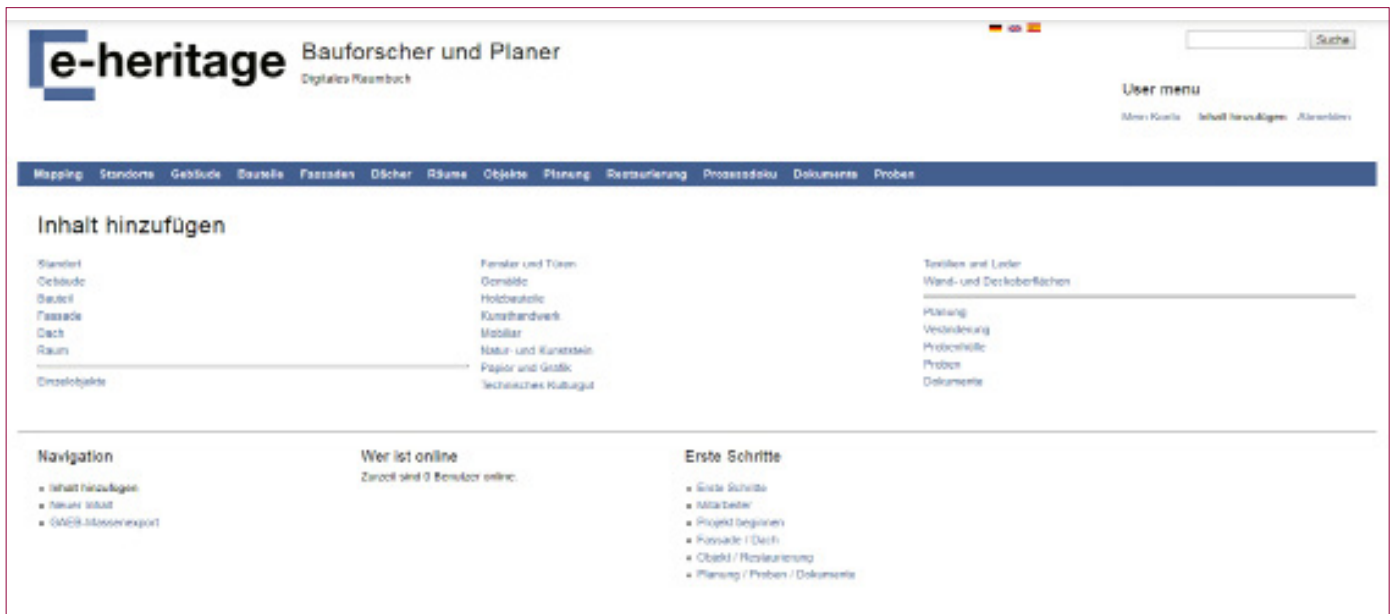 e-heritage
Bauforscher und Planer
Digitales Raumbuch
Suche
User menu
Mein Konto Inhalt hinzufügen Abmelden
Mapping Standorte Gebäude Bauteile Fassaden Dächer Räume Objekte Planung Restaurierung Prozessdoku Dokumente Proben
Inhalt hinzufügen
Standort
Gebäude
Bauteil
Fassade
Dach
Raum
Einzelobjekte
Fenster und Türen
Gemälde
Holzbauteile
Kunsthandwerk
Mobiliar
Natur- und Kunststein
Papier und Grafik
Technisches Kulturgut
Textilien und Leder
Wand- und Deckoberflächen
Planung
Veränderung
Probenhülle
Proben
Dokumente
Navigation
Inhalt hinzufügen
Neuer Inhalt
GAEB-Massenexport
Wer ist online
Zurzeit sind 0 Benutzer online.
Erste Schritte
Erste Schritte
Mitarbeiter
Projekt beginnen
Fassade / Dach
Objekt / Restaurierung
Planung / Proben / Dokumente